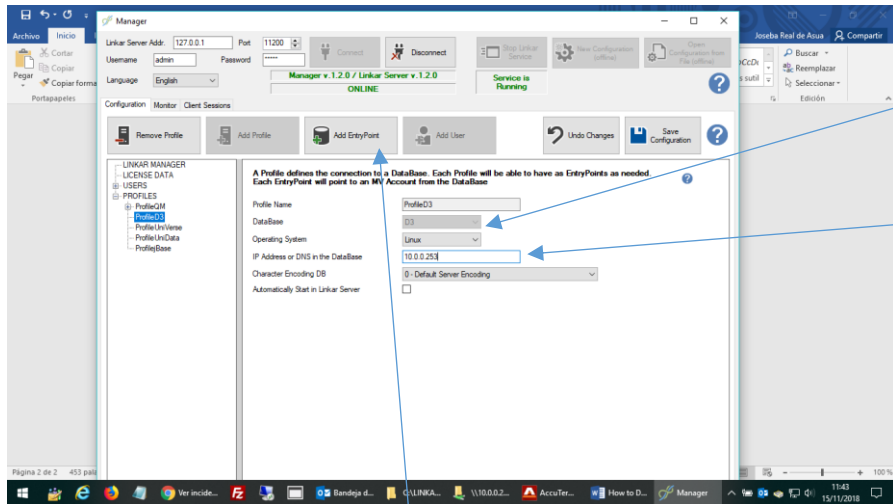 Manager
Archivo Inicio
Joseba Real de Asua Compartir
Cortar
Copiar
Copiar forma
Pegar
Portapapeles
Buscar
Reemplazar
Seleccionar
Edición
Linkar Server Addr. 127.0.0.1 Port 11200
Username admin Password *****
Language English
Connect
Disconnect
Stop Linkar Service
New Configuration (offline)
Open Configuration from File (offline)
Manager v.1.2.0 / Linkar Server v.1.2.0
ONLINE
Service is Running
Configuration Monitor Client Sessions
Remove Profile
Add Profile
Add EntryPoint
Add User
Undo Changes
Save Configuration
LINKAR MANAGER
LICENSE DATA
USERS
PROFILES
ProfileQM
ProfileD3
ProfileUniVerse
ProfileUniData
ProfilejBase
A Profile defines the connection to a DataBase. Each Profile will be able to have as EntryPoints as needed.
Each EntryPoint will point to an MV Account from the DataBase
Profile Name ProfileD3
DataBase D3
Operating System Linux
IP Address or DNS in the DataBase 10.0.0.253
Character Encoding DB 0 - Default Server Encoding
Automatically Start in Linkar Server
Página 2 de 2 453 pala
100 %
Ver incide...
Bandeja d...
C:\LINKA...
\\10.0.0.2...
AccuTer...
How to D...
Manager
11:43
15/11/2018